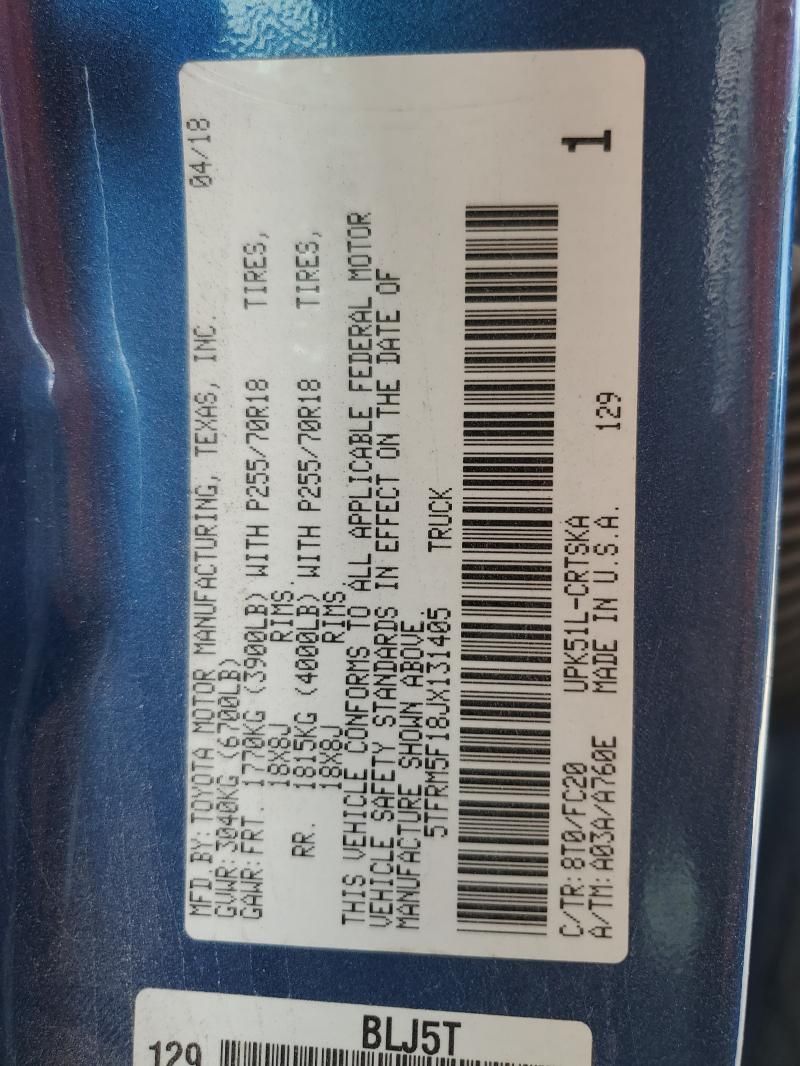 MFD.BY:TOYOTA MOTOR MANUFACTURING, TEXAS, INC. 04/18
GVWR:3040KG (6700LB)
GAWR:FRT. 1770KG (3900LB) WITH P255/70R18 TIRES,
18X8J RIMS,
RR. 1815KG (4000LB) WITH P255/70R18 TIRES,
18X8J RIMS,
THIS VEHICLE CONFORMS TO ALL APPLICABLE FEDERAL MOTOR
VEHICLE SAFETY STANDARDS IN EFFECT ON THE DATE OF
MANUFACTURE SHOWN ABOVE.
5TFRM5F18JX131405 TRUCK
C/TR:8T0/FC20 UPK51L-CRTSKA
A/TM:A03A/A760E MADE IN U.S.A. 129
1
BLJ5T
129